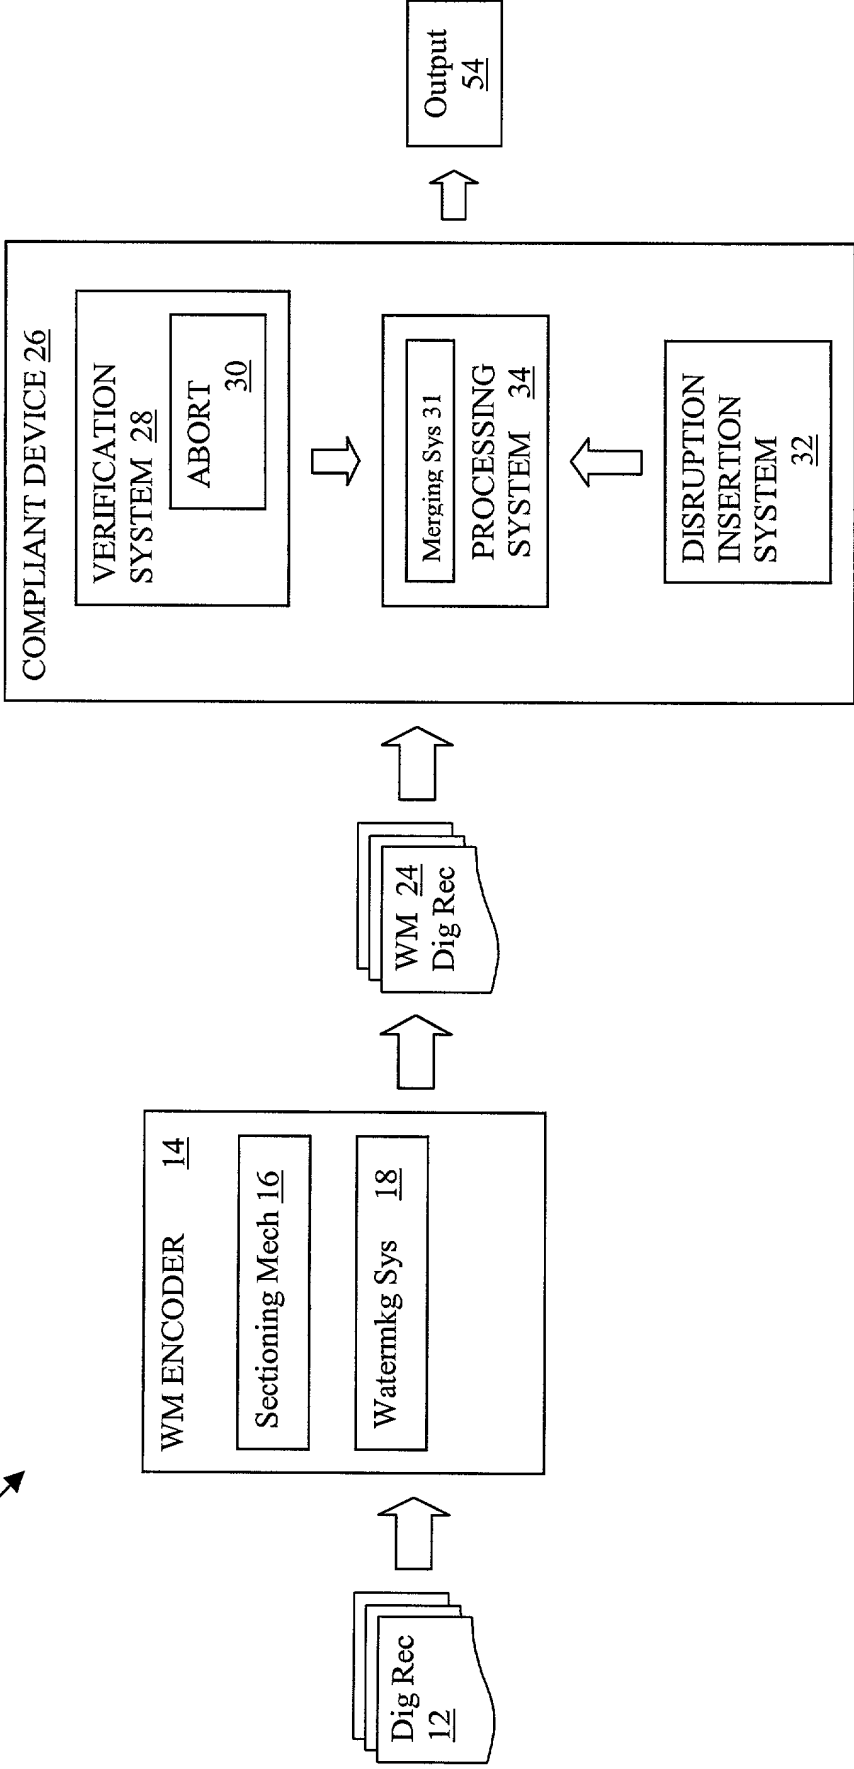 Dig Rec
12
WM ENCODER 14
Sectioning Mech 16
Watermkg Sys 18
WM 24
Dig Rec
COMPLIANT DEVICE 26
VERIFICATION
SYSTEM 28
ABORT
30
Merging Sys 31
PROCESSING
SYSTEM 34
DISRUPTION
INSERTION
SYSTEM
32
Output
54